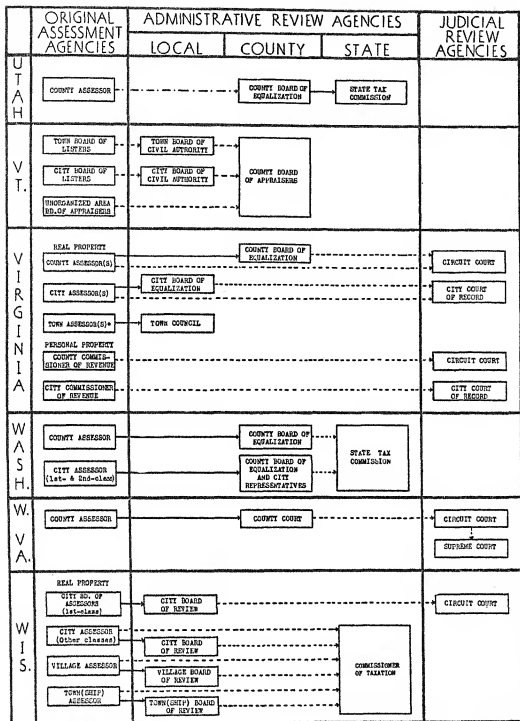 ORIGINAL
ASSESSMENT
AGENCIES
ADMINISTRATIVE REVIEW AGENCIES
LOCAL
COUNTY
STATE
JUDICIAL
REVIEW
AGENCIES
UTAH
COUNTY ASSESSOR
COUNTY BOARD OF
EQUALIZATION
STATE TAX
COMMISSION
VT.
TOWN BOARD OF
LISTERS
TOWN BOARD OF
CIVIL AUTHORITY
CITY BOARD OF
LISTERS
CITY BOARD OF
CIVIL AUTHORITY
UNORGANIZED AREA
BD. OF APPRAISERS
COUNTY BOARD
OF APPRAISERS
VIRGINIA
REAL PROPERTY
COUNTY ASSESSOR(S)
COUNTY BOARD OF
EQUALIZATION
CIRCUIT COURT
CITY ASSESSOR(S)
CITY BOARD OF
EQUALIZATION
CITY COURT
OF RECORD
TOWN ASSESSOR(S)*
TOWN COUNCIL
PERSONAL PROPERTY
COUNTY COMMIS-
SIONER OF REVENUE
CIRCUIT COURT
CITY COMMISSIONER
OF REVENUE
CITY COURT
OF RECORD
WASH.
COUNTY ASSESSOR
COUNTY BOARD OF
EQUALIZATION
CITY ASSESSOR
(1st- & 2nd-class)
COUNTY BOARD OF
EQUALIZATION
AND CITY
REPRESENTATIVES
STATE TAX
COMMISSION
W. VA.
COUNTY ASSESSOR
COUNTY COURT
CIRCUIT COURT
SUPREME COURT
WIS.
REAL PROPERTY
CITY BD. OF
ASSESSORS
(1st-class)
CITY BOARD
OF REVIEW
CIRCUIT COURT
CITY ASSESSOR
(Other classes)
CITY BOARD
OF REVIEW
VILLAGE ASSESSOR
VILLAGE BOARD
OF REVIEW
TOWN(SHIP)
ASSESSOR
TOWN(SHIP) BOARD
OF REVIEW
COMMISSIONER
OF TAXATION